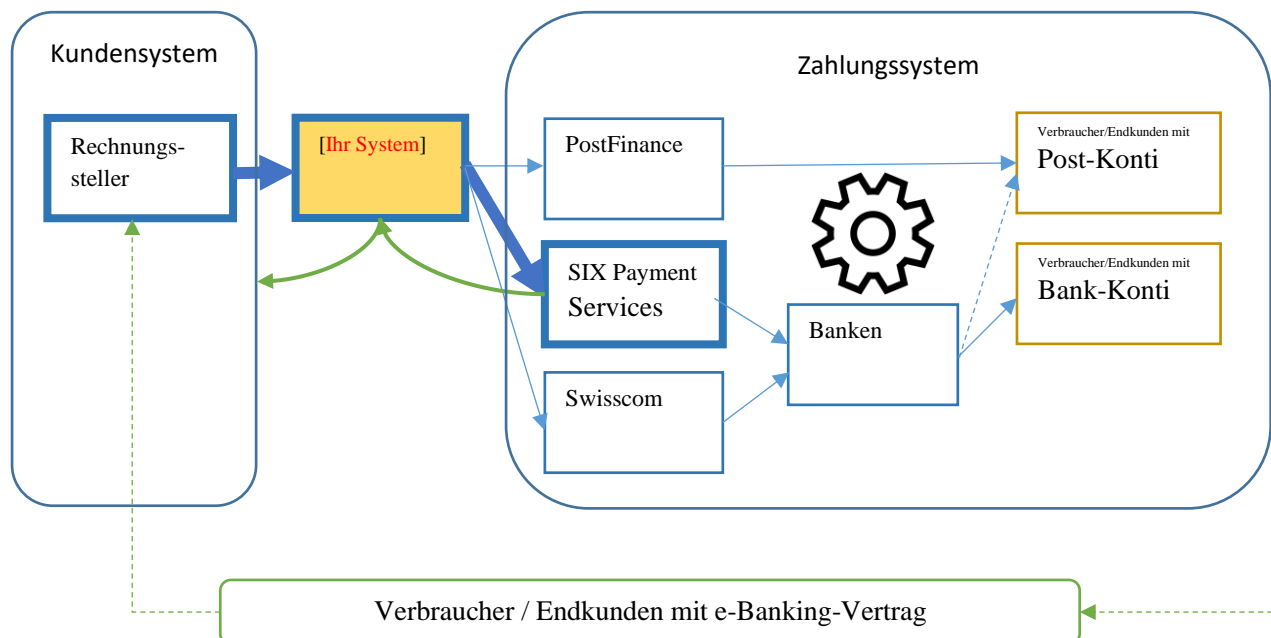 Kundensystem
Zahlungssystem
Rechnungs-
steller
[Ihr System]
PostFinance
Verbraucher/Endkunden mit
Post-Konti
SIX Payment
Services
Verbraucher/Endkunden mit
Bank-Konti
Banken
Swisscom
Verbraucher / Endkunden mit e-Banking-Vertrag